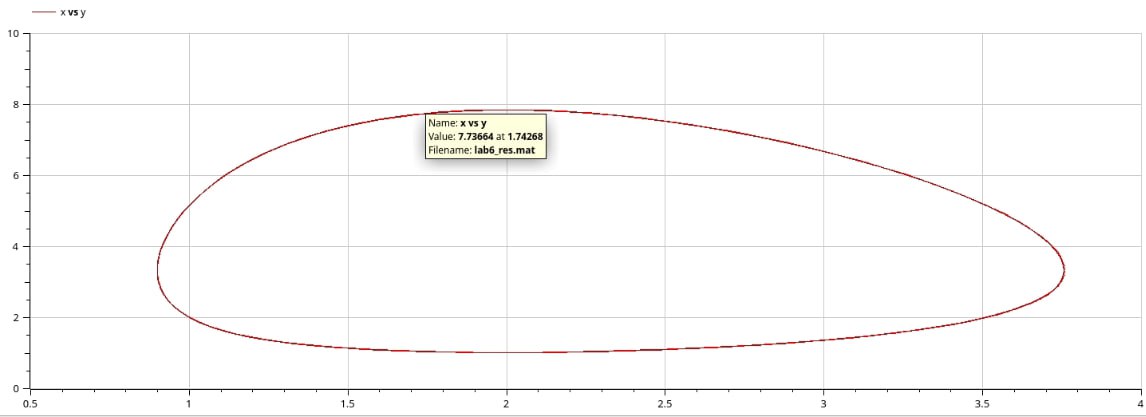 x vs y
10
8
Name: x vs y
Value: 7.73664 at 1.74268
Filename: lab6_res.mat
6
4
2
0
0.5 1 1.5 2 2.5 3 3.5 4